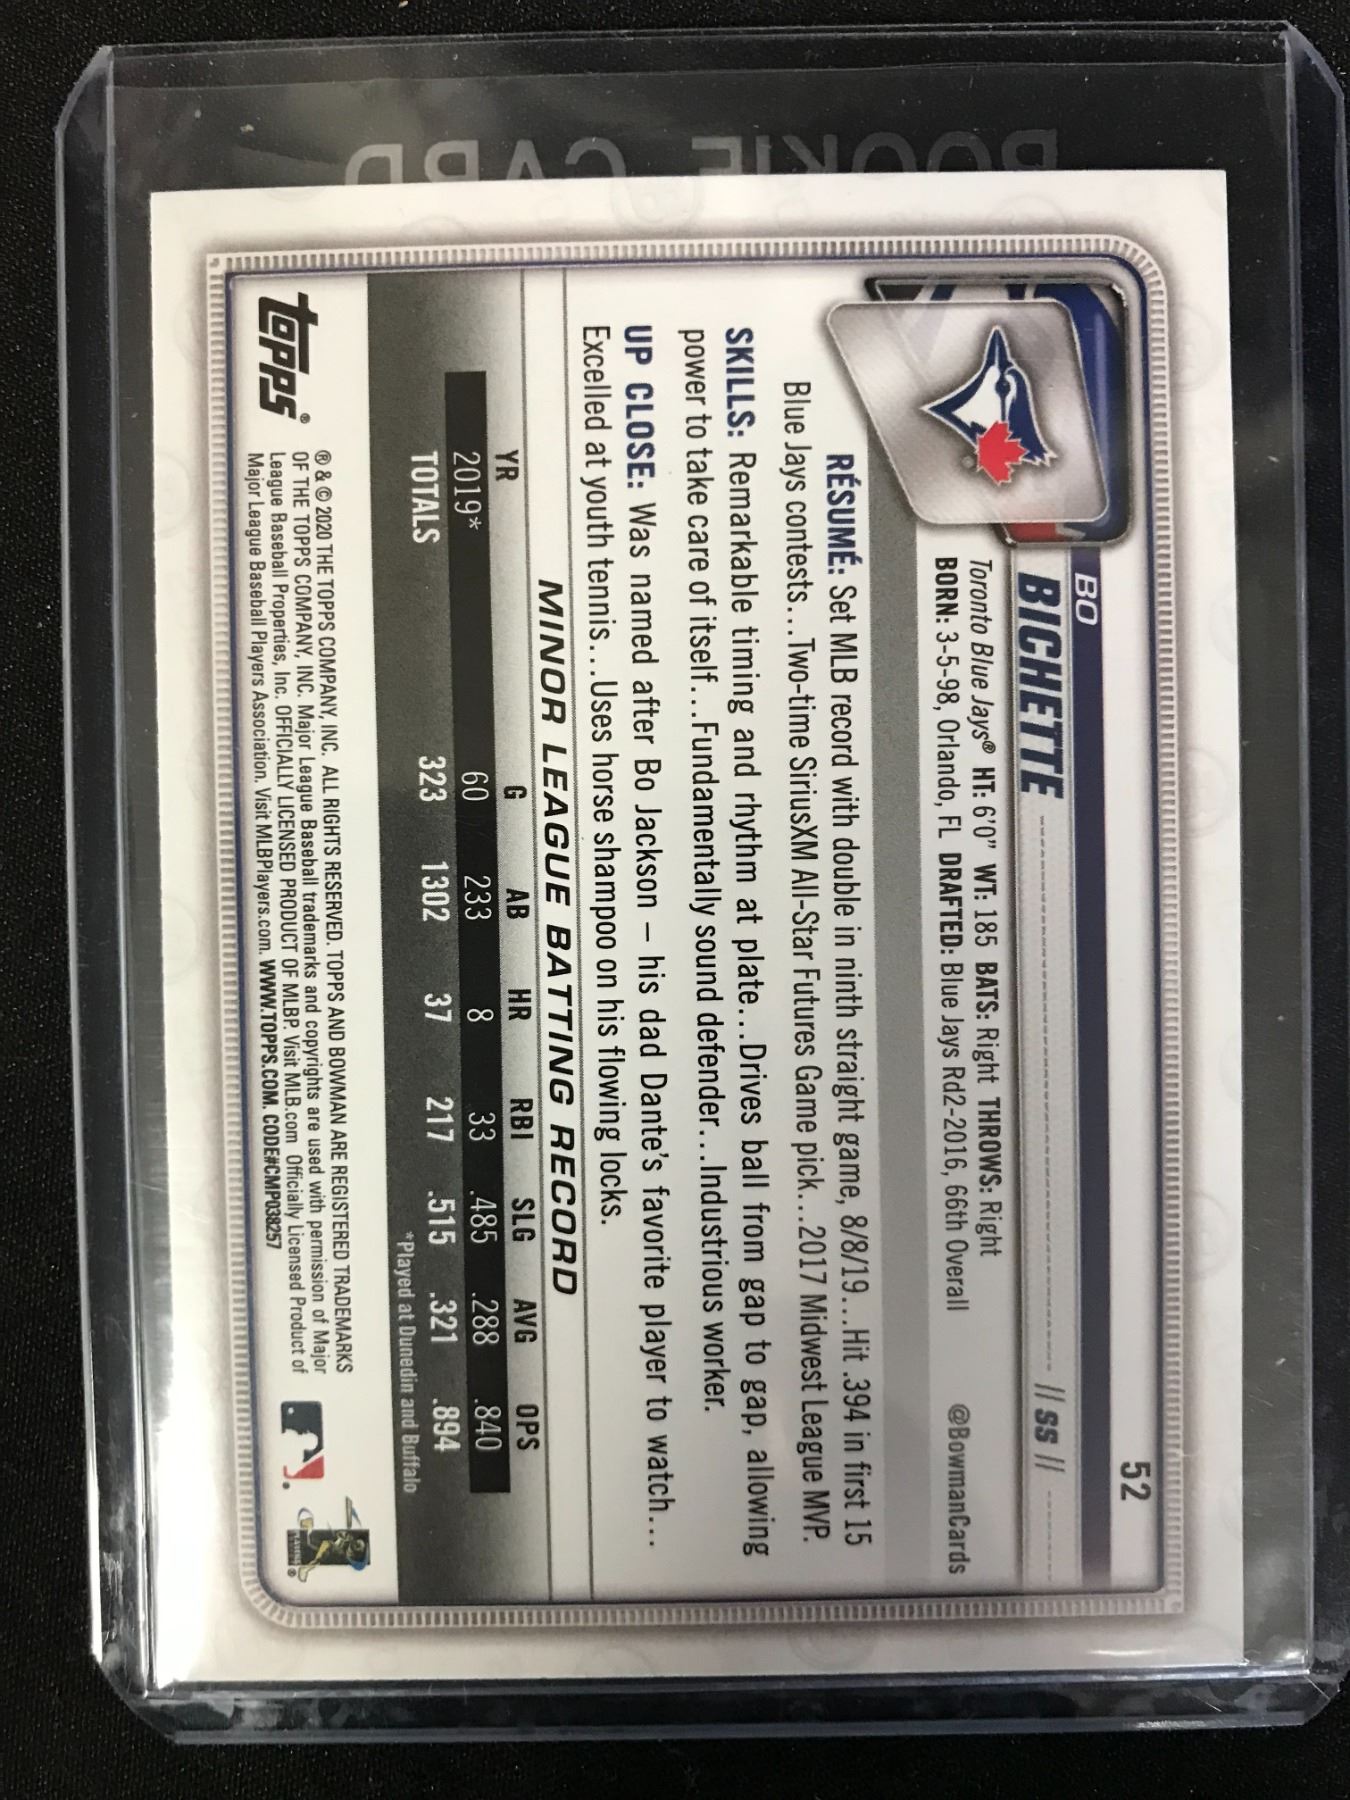 ROOKIE CARD
52
BO
BICHETTE // SS //
Toronto Blue Jays® HT: 6'0" WT: 185 BATS: Right THROWS: Right
BORN: 3-5-98, Orlando, FL DRAFTED: Blue Jays Rd2-2016, 66th Overall @BowmanCards
RÉSUMÉ: Set MLB record with double in ninth straight game, 8/8/19...Hit .394 in first 15
Blue Jays contests...Two-time SiriusXM All-Star Futures Game pick...2017 Midwest League MVP.
SKILLS: Remarkable timing and rhythm at plate...Drives ball from gap to gap, allowing
power to take care of itself...Fundamentally sound defender...Industrious worker.
UP CLOSE: Was named after Bo Jackson – his dad Dante's favorite player to watch...
Excelled at youth tennis...Uses horse shampoo on his flowing locks.
MINOR LEAGUE BATTING RECORD
YR G AB HR RBI SLG AVG OPS
2019* 60 233 8 33 .485 .288 .840
TOTALS 323 1302 37 217 .515 .321 .894
*Played at Dunedin and Buffalo
topps®
® & © 2020 THE TOPPS COMPANY, INC. ALL RIGHTS RESERVED. TOPPS AND BOWMAN ARE REGISTERED TRADEMARKS
OF THE TOPPS COMPANY, INC. Major League Baseball trademarks and copyrights are used with permission of Major
League Baseball Properties, Inc. OFFICIALLY LICENSED PRODUCT OF MLBP. Visit MLB.com Officially Licensed Product of
Major League Baseball Players Association. Visit MLBPlayers.com. WWW.TOPPS.COM. CODE#CMP038257